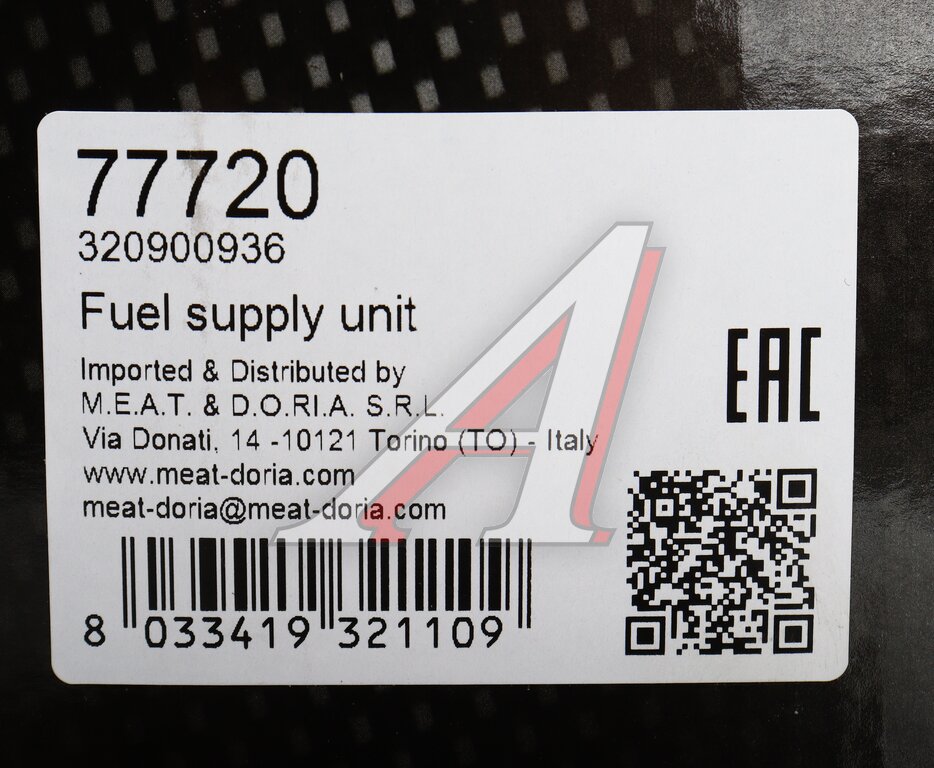 77720
320900936
Fuel supply unit
Imported & Distributed by
M.E.A.T. & D.O.RI.A. S.R.L.
Via Donati, 14 -10121 Torino (TO) - Italy
www.meat-doria.com
meat-doria@meat-doria.com
EAC
8 033419 321109